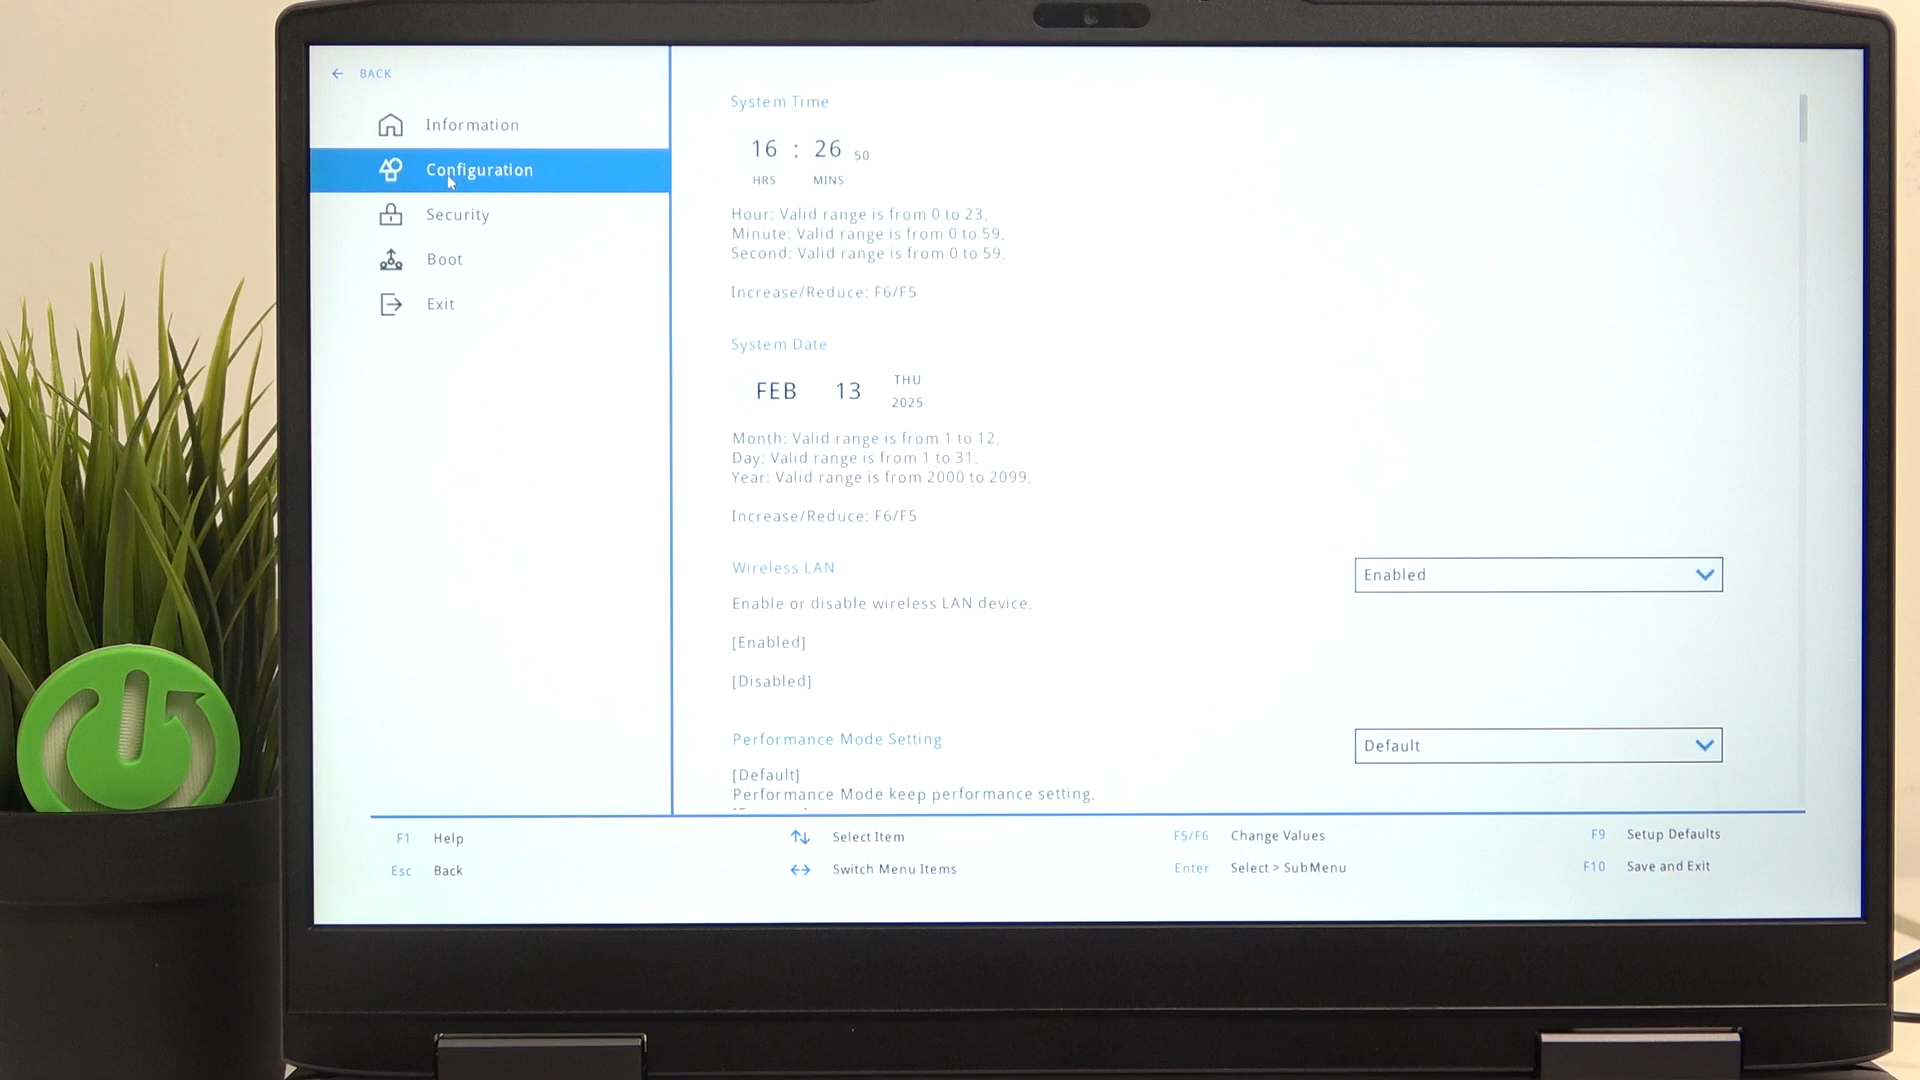 BACK
Information
Configuration
Security
Boot
Exit
System Time
16 : 26 50
HRS MINS
Hour: Valid range is from 0 to 23.
Minute: Valid range is from 0 to 59.
Second: Valid range is from 0 to 59.
Increase/Reduce: F6/F5
System Date
FEB 13 THU 2025
Month: Valid range is from 1 to 12.
Day: Valid range is from 1 to 31.
Year: Valid range is from 2000 to 2099.
Increase/Reduce: F6/F5
Wireless LAN
Enabled
Enable or disable wireless LAN device.
[Enabled]
[Disabled]
Performance Mode Setting
Default
[Default]
Performance Mode keep performance setting.
F1 Help
Select Item
F5/F6 Change Values
F9 Setup Defaults
Esc Back
Switch Menu Items
Enter Select > SubMenu
F10 Save and Exit